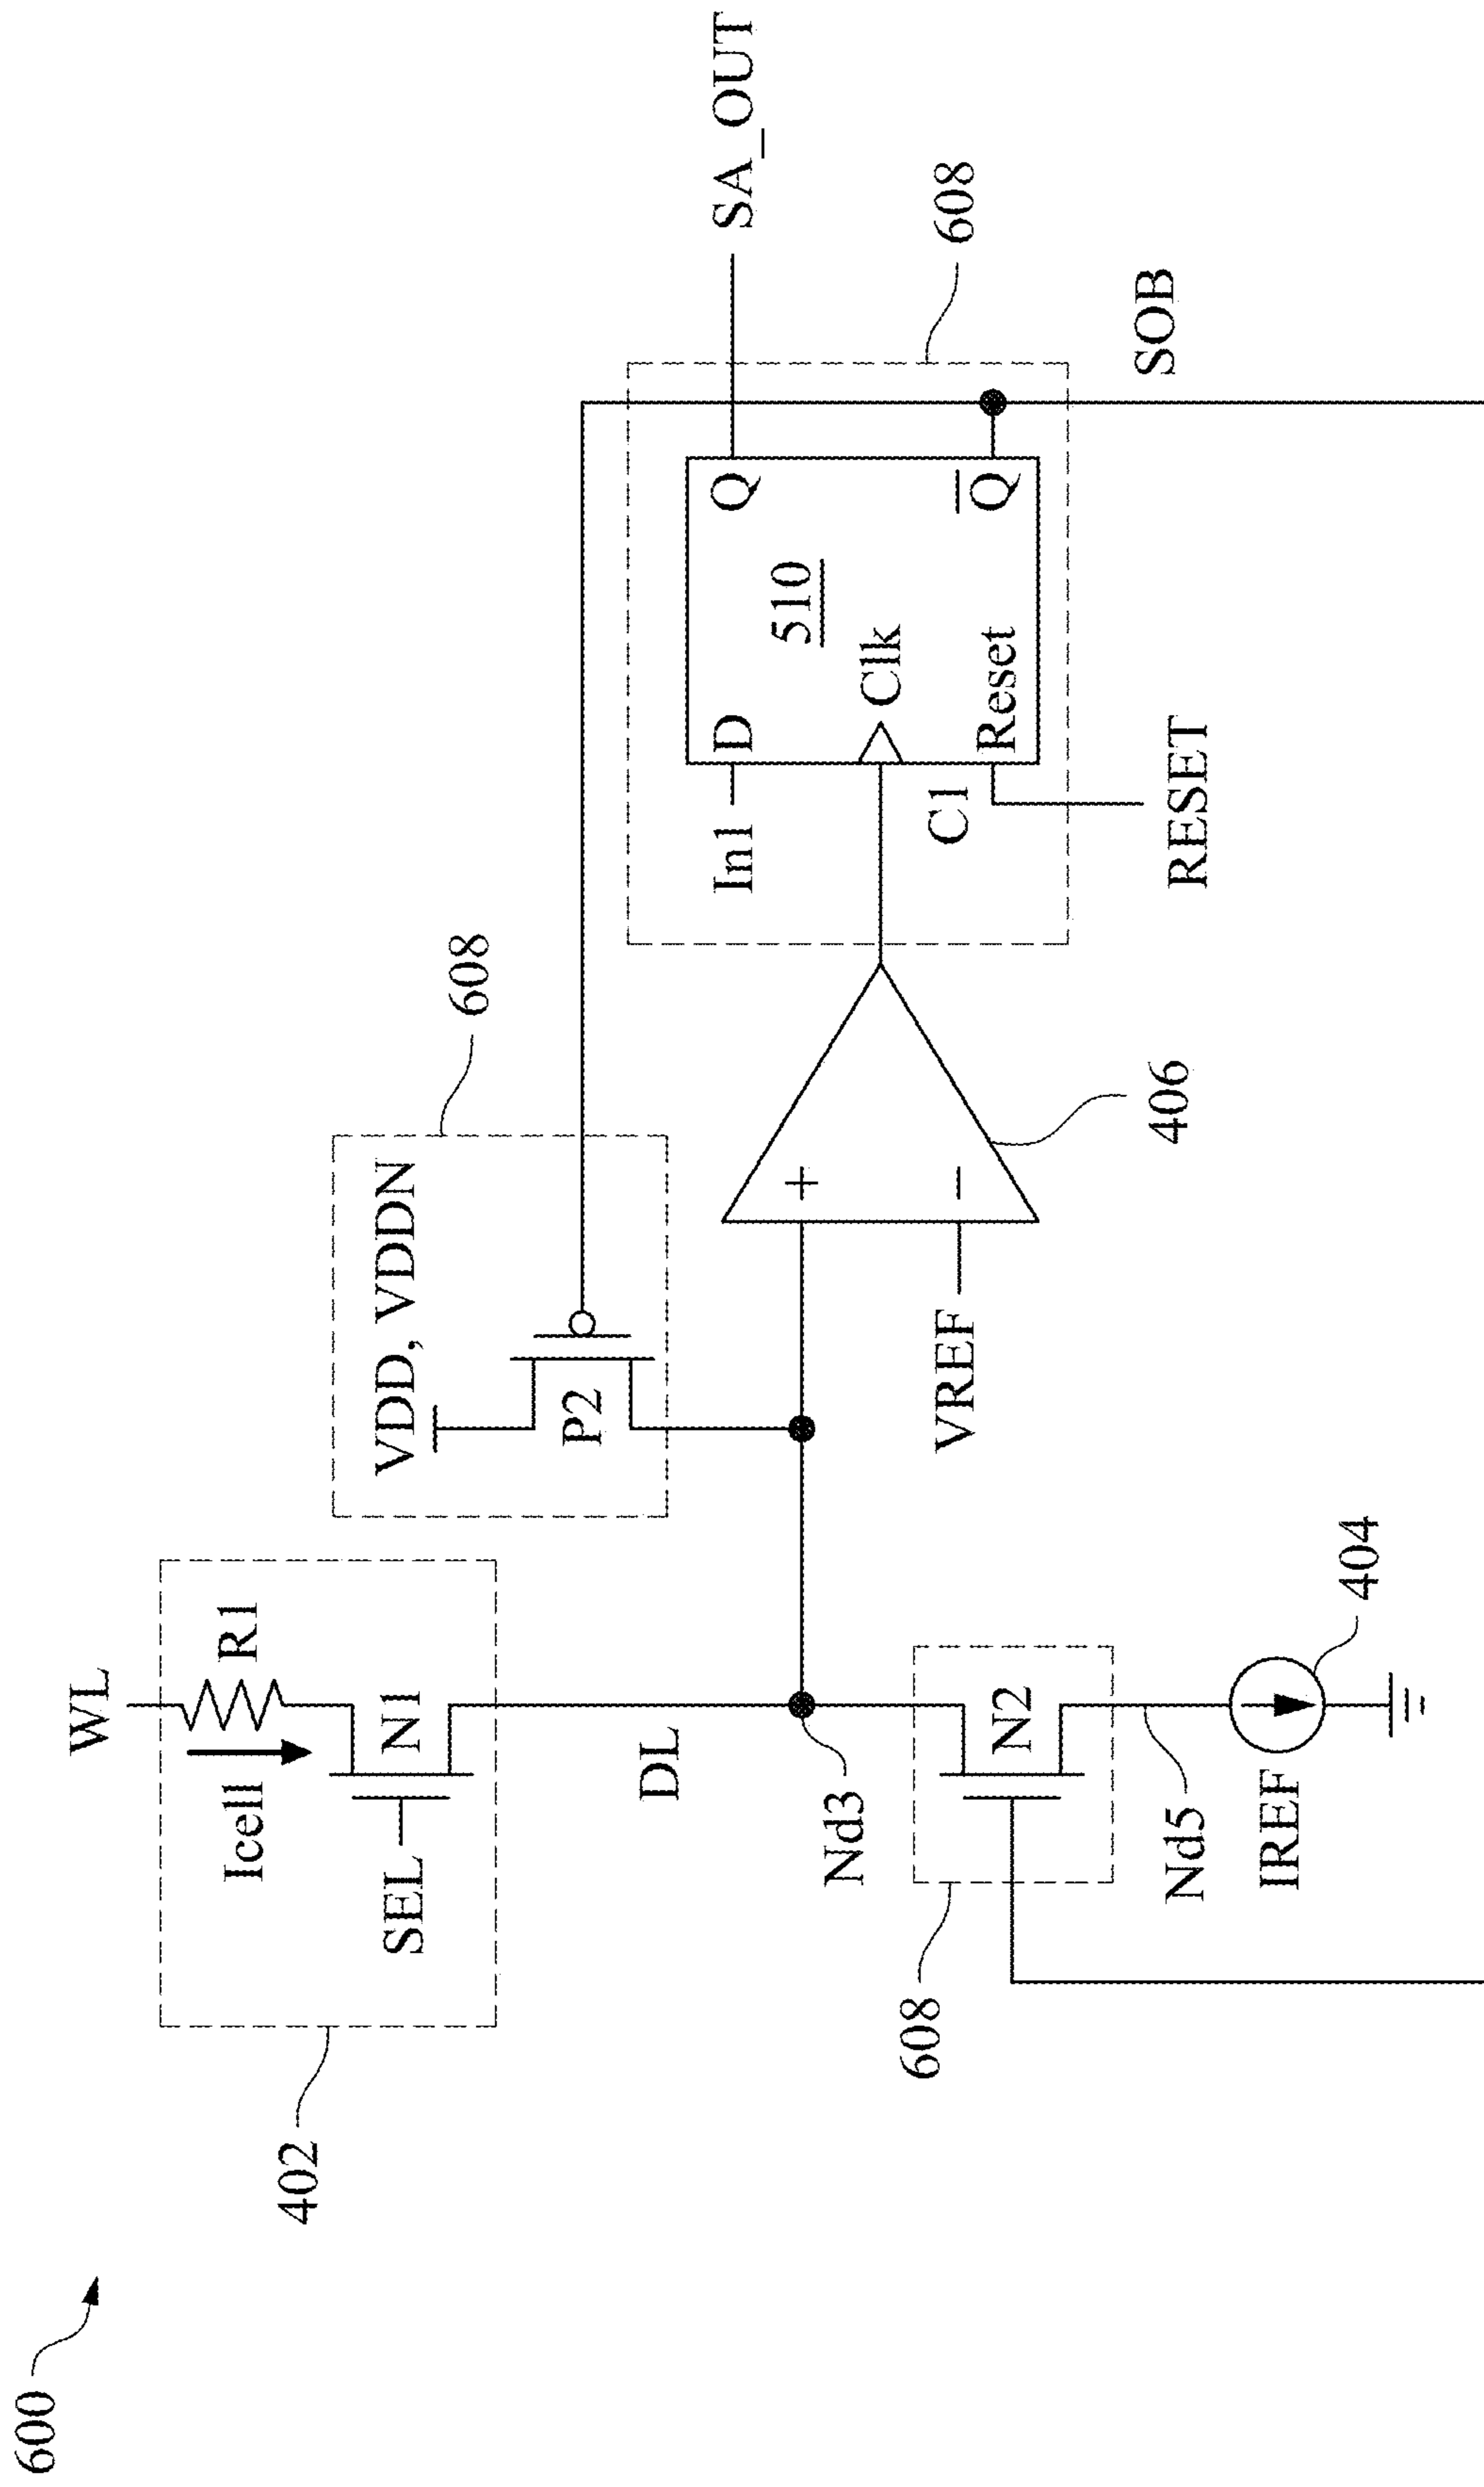 600
402
WL
R1
Icell
N1
SEL
DL
Nd3
608
N2
Nd5
IREF
404
608
VDD, VDDN
P2
+
−
VREF
406
608
In1
D
Q
510
Clk
C1
Reset
Q
RESET
SA_OUT
SOB